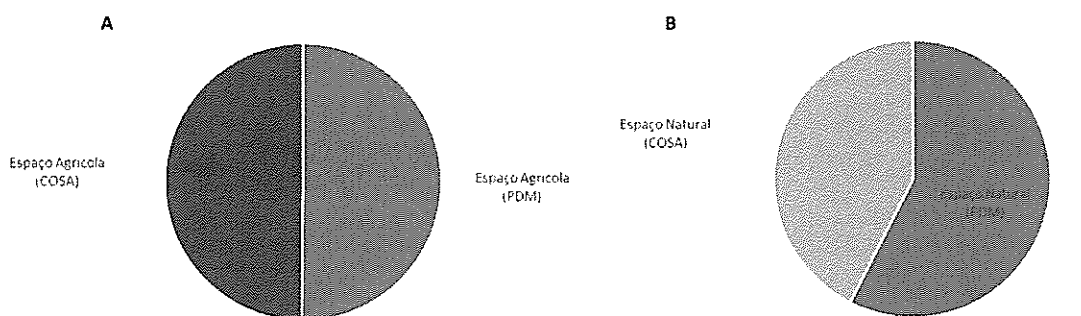 A
B
Espaço Agrícola
(COSA)
Espaço Agrícola
(PDM)
Espaço Natural
(COSA)
Espaço Natural
(PDM)